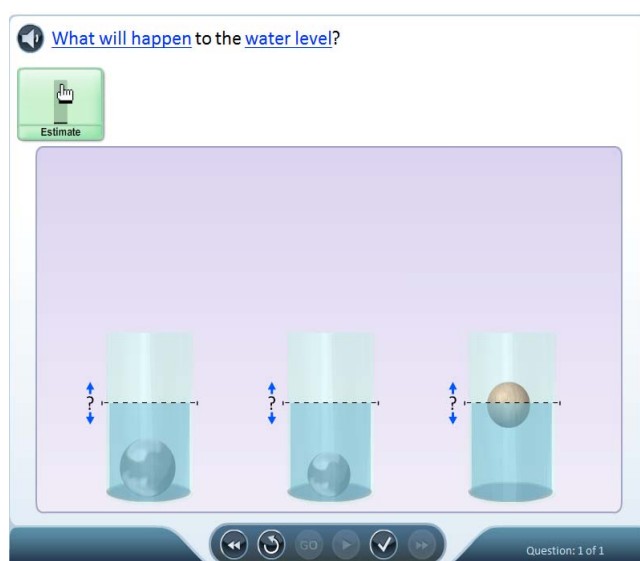 What will happen to the water level?
Estimate
? ? ?
GO
Question: 1 of 1